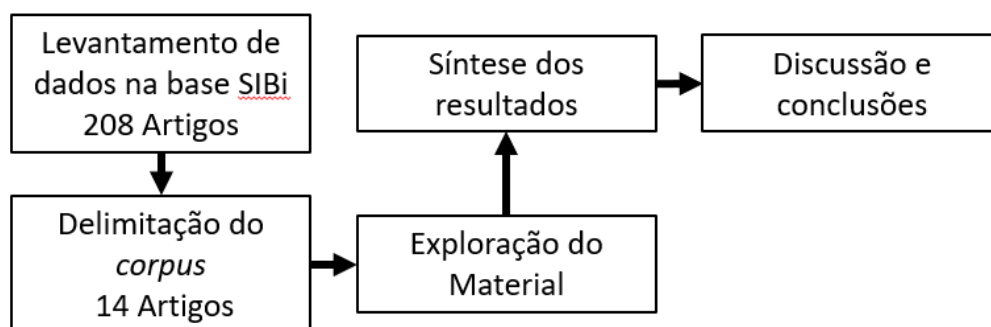 Levantamento de
dados na base SIBi
208 Artigos
Delimitação do
corpus
14 Artigos
Exploração do
Material
Síntese dos
resultados
Discussão e
conclusões